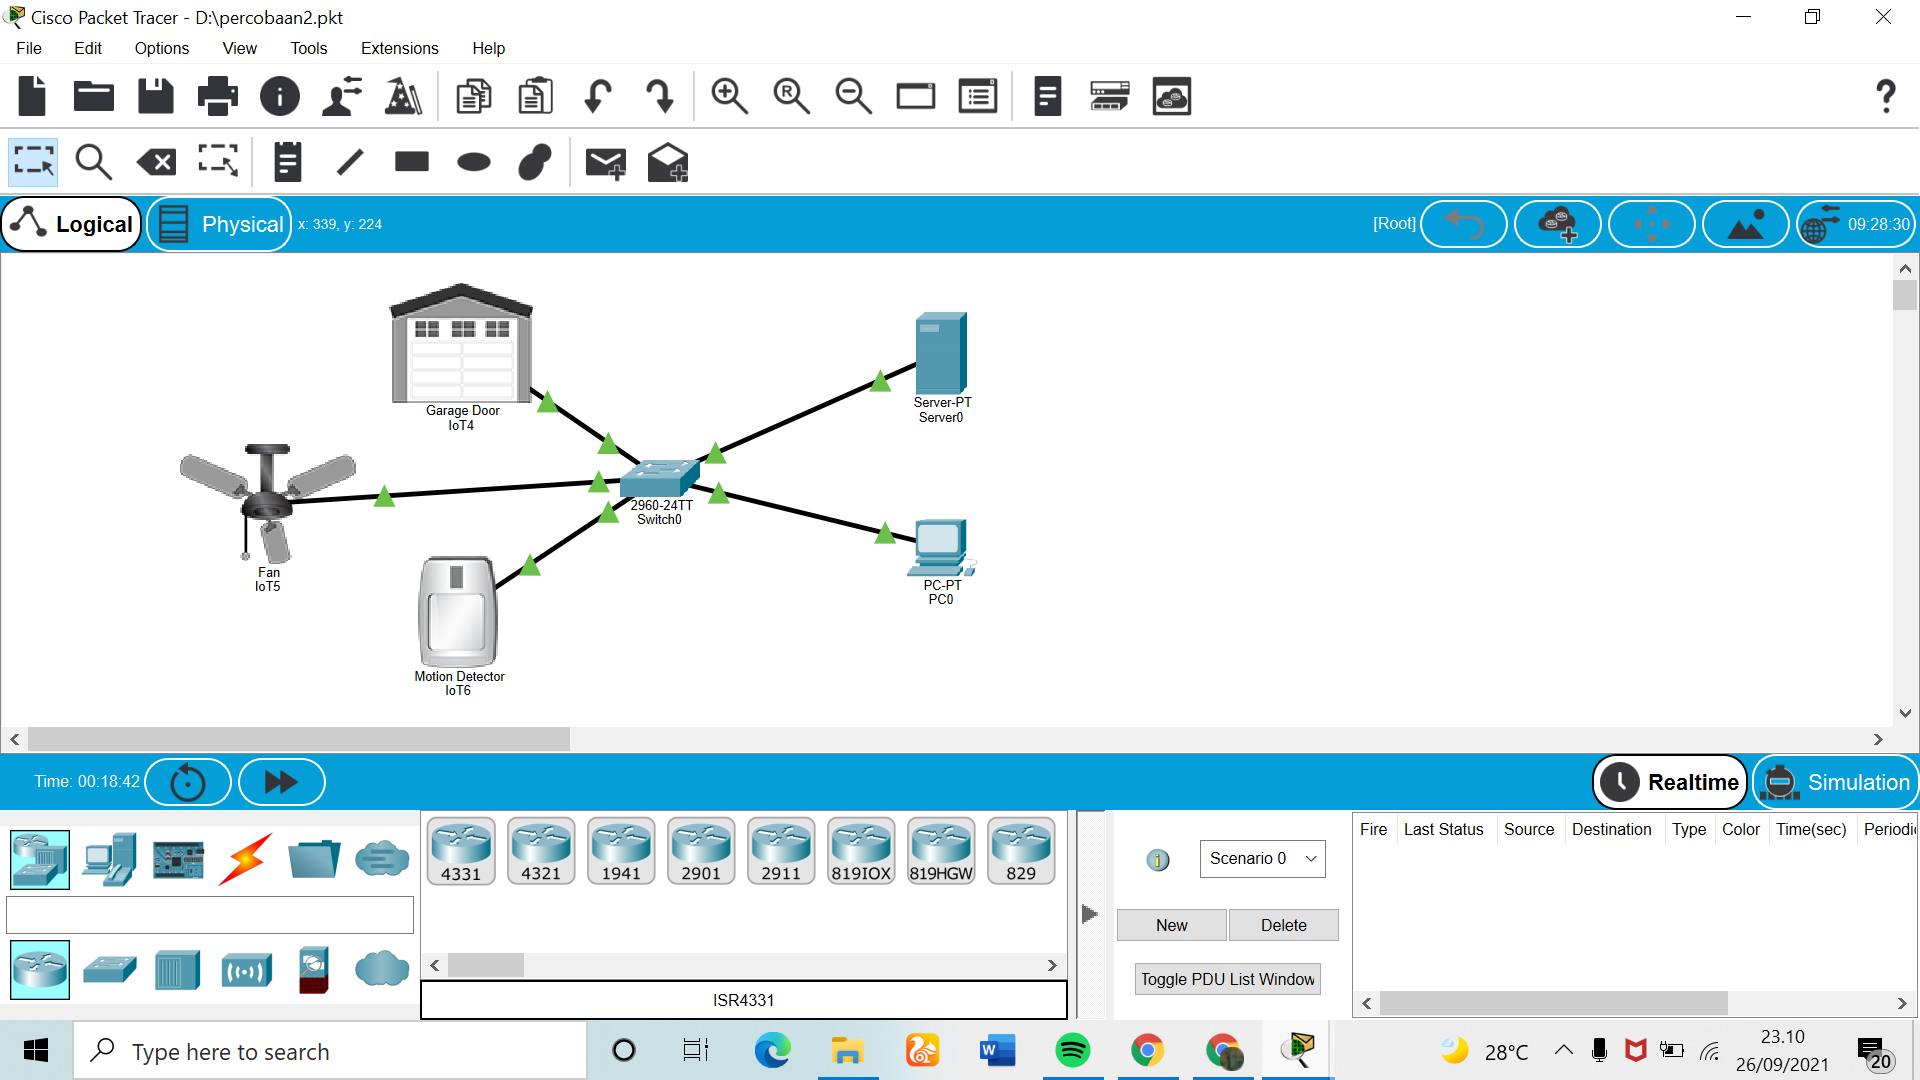 Cisco Packet Tracer - D:\percobaan2.pkt
File Edit Options View Tools Extensions Help
R
?
Logical Physical x: 339, y: 224 [Root] 09:28:30
Garage Door
IoT4
Server-PT
Server0
2960-24TT
Switch0
Fan
IoT5
PC-PT
PC0
Motion Detector
IoT6
Time: 00:18:42 Realtime Simulation
4331 4321 1941 2901 2911 819IOX 819HGW 829
ISR4331
Scenario 0
New Delete
Toggle PDU List Window
Fire Last Status Source Destination Type Color Time(sec) Periodi
Type here to search
28°C
23.10
26/09/2021
20